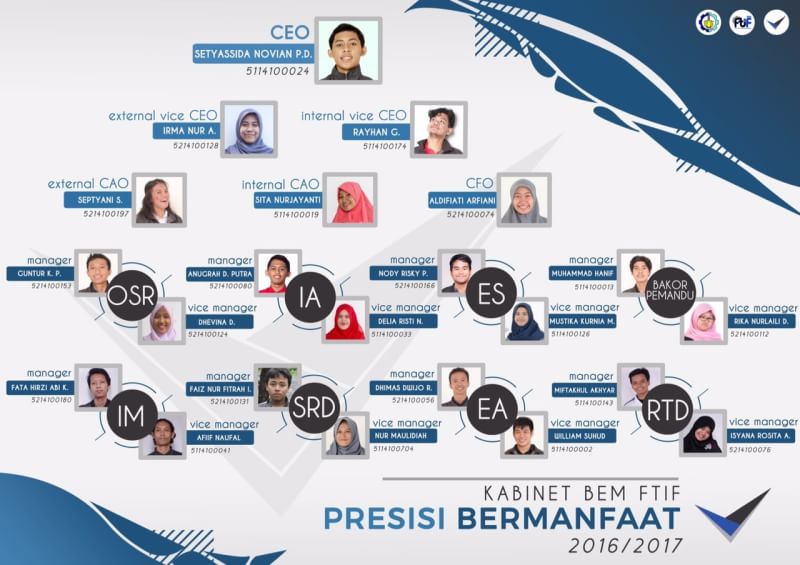 CEO
SETYASSIDA NOVIAN P.D.
5114100024
external vice CEO
IRMA NUR A.
5214100128
internal vice CEO
RAYHAN G.
5114100174
external CAO
SEPTYANI S.
5214100197
internal CAO
SITA NURJAYANTI
5114100019
CFO
ALDIFIATI ARFIANI
5214100074
manager
GUNTUR K. P.
5214100153
OSR
vice manager
DHEVINA D.
5214100124
manager
ANUGRAH D. PUTRA
5214100080
IA
vice manager
DELIA RISTI N.
5114100033
manager
NODY RISKY P.
5214100166
ES
vice manager
MUSTIKA KURNIA M.
5114100126
manager
MUHAMMAD HANIF
5114100013
BAKOR
PEMANDU
vice manager
RIKA NURLAILI D.
5214100112
manager
FATA HIRZI ABI K.
5214100180
IM
vice manager
AFIIF NAUFAL
5114100041
manager
FAIZ NUR FITRAH I.
5214100131
SRD
vice manager
NUR MAULIDIAH
5114100704
manager
DHIMAS DWIJO R.
5214100056
EA
vice manager
WILLIAM SUHUD
5114100002
manager
MIFTAKHUL AKHYAR
5114100143
RTD
vice manager
ISYANA ROSITA A.
5214100076
KABINET BEM FTIF
PRESISI BERMANFAAT
2016/2017